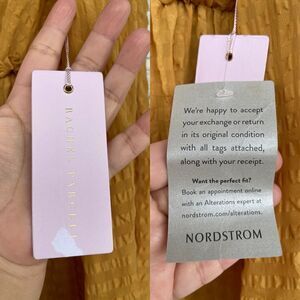 We're happy to accept
your exchange or return
in its original condition
with all tags attached,
along with your receipt.
Want the perfect fit?
Book an appointment online
with an Alterations expert at
nordstrom.com/alterations.
NORDSTROM